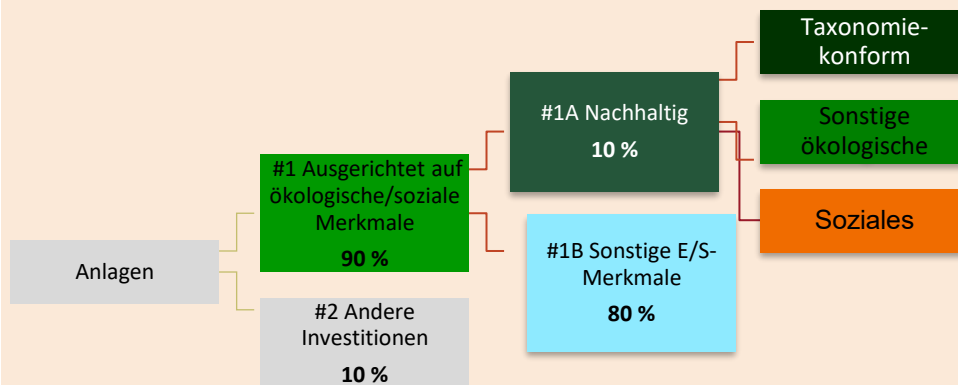 Anlagen
#1 Ausgerichtet auf
ökologische/soziale
Merkmale
90 %
#2 Andere
Investitionen
10 %
#1A Nachhaltig
10 %
#1B Sonstige E/S-
Merkmale
80 %
Taxonomie-
konform
Sonstige
ökologische
Soziales